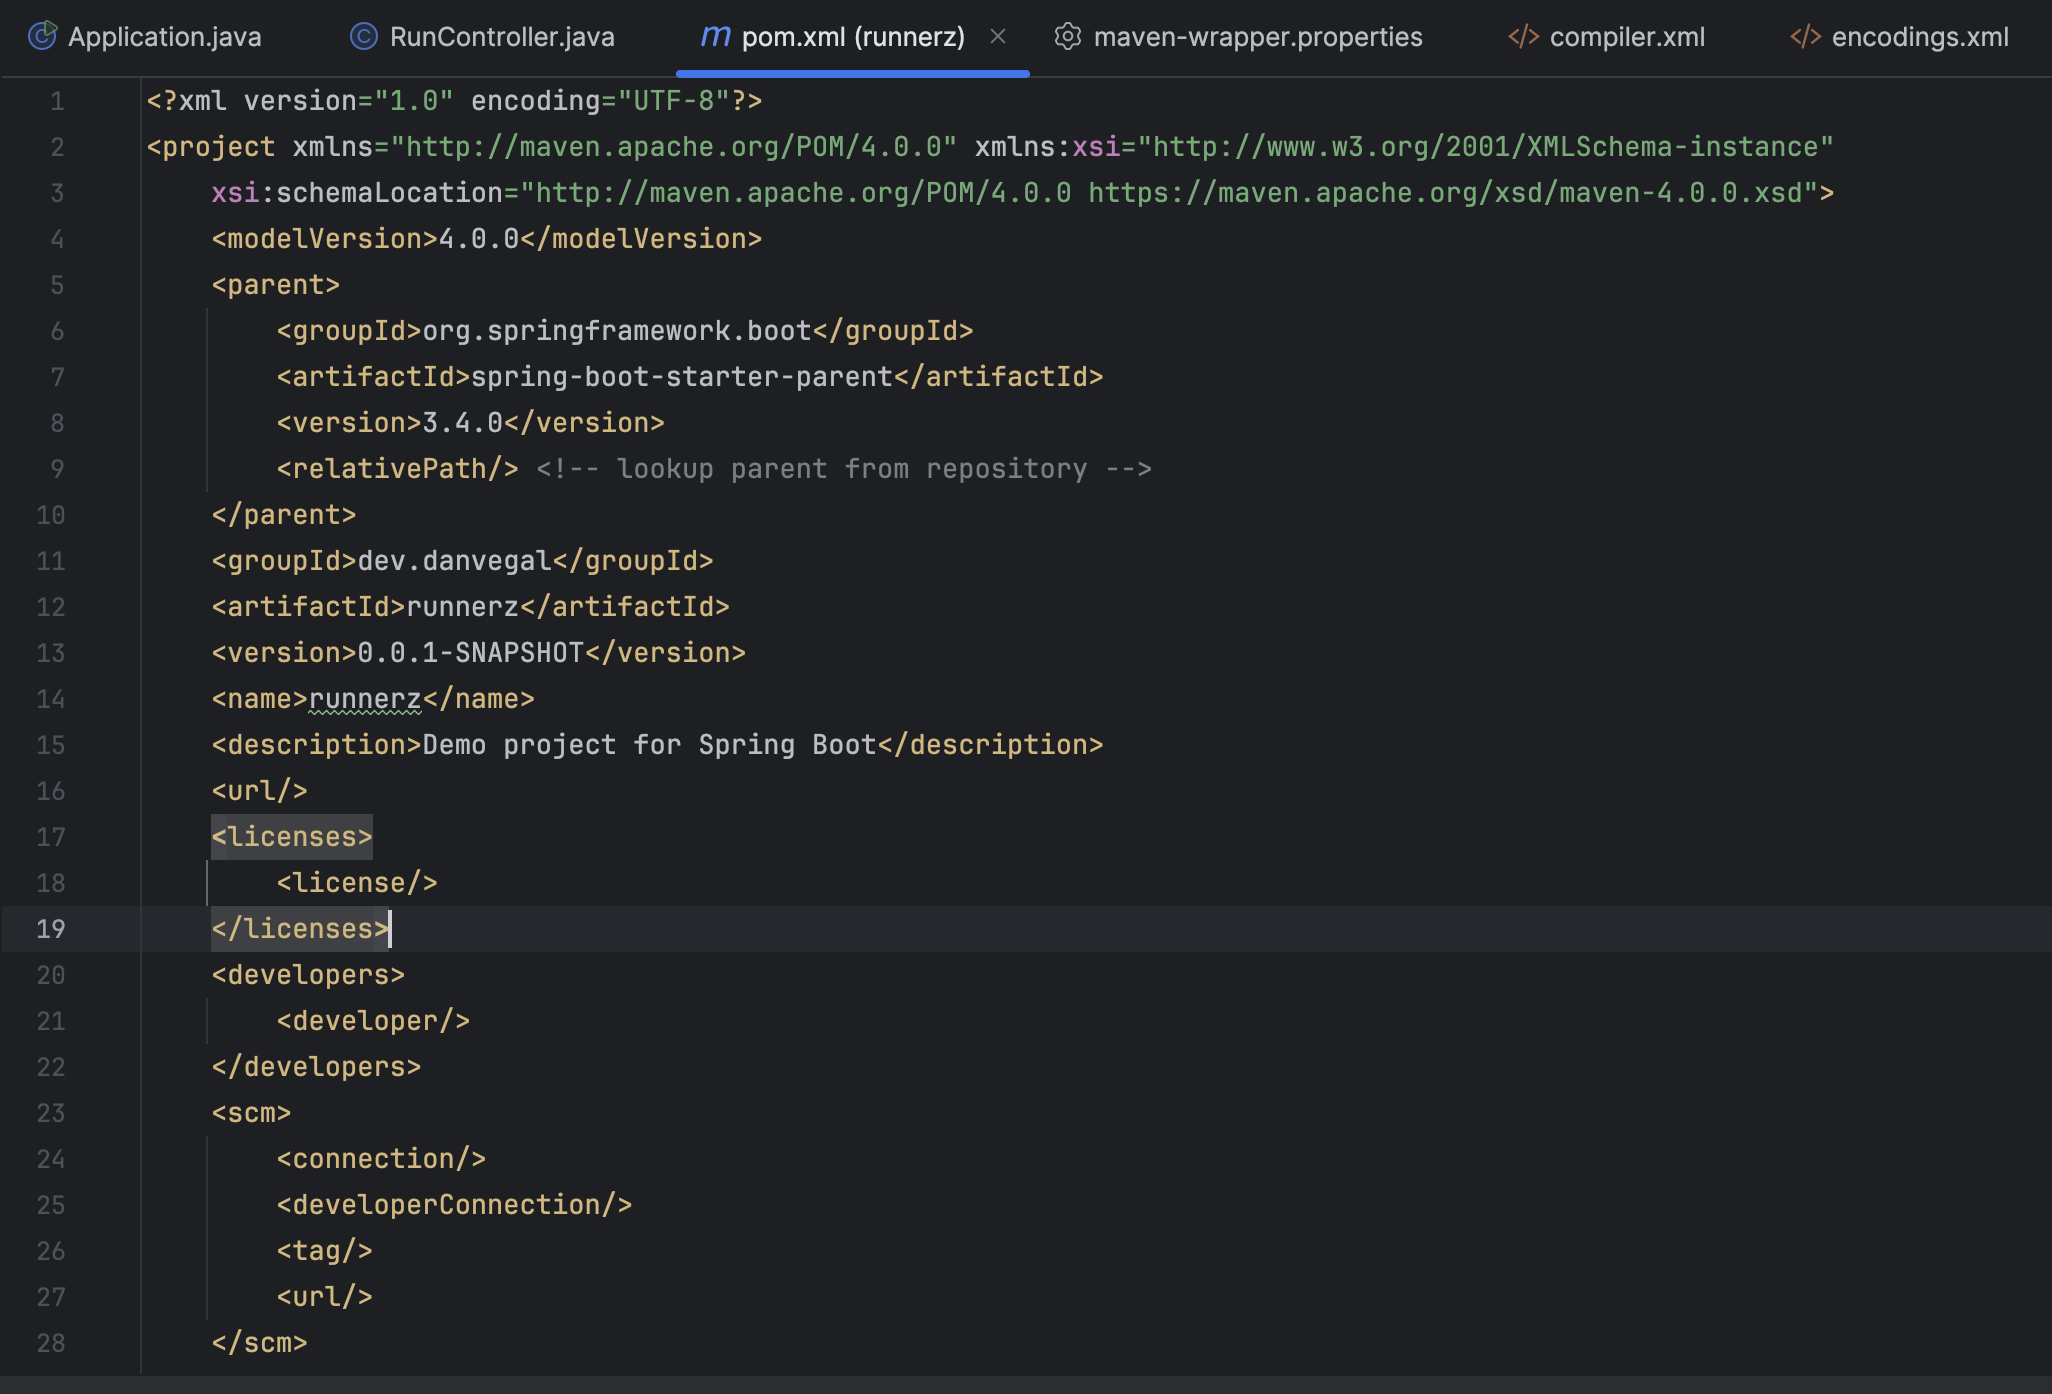 Application.java RunController.java pom.xml (runnerz) maven-wrapper.properties compiler.xml encodings.xml
1 <?xml version="1.0" encoding="UTF-8"?>
2 <project xmlns="http://maven.apache.org/POM/4.0.0" xmlns:xsi="http://www.w3.org/2001/XMLSchema-instance"
3 xsi:schemaLocation="http://maven.apache.org/POM/4.0.0 https://maven.apache.org/xsd/maven-4.0.0.xsd">
4 <modelVersion>4.0.0</modelVersion>
5 <parent>
6 <groupId>org.springframework.boot</groupId>
7 <artifactId>spring-boot-starter-parent</artifactId>
8 <version>3.4.0</version>
9 <relativePath/> <!-- lookup parent from repository -->
10 </parent>
11 <groupId>dev.danvegal</groupId>
12 <artifactId>runnerz</artifactId>
13 <version>0.0.1-SNAPSHOT</version>
14 <name>runnerz</name>
15 <description>Demo project for Spring Boot</description>
16 <url/>
17 <licenses>
18 <license/>
19 </licenses>
20 <developers>
21 <developer/>
22 </developers>
23 <scm>
24 <connection/>
25 <developerConnection/>
26 <tag/>
27 <url/>
28 </scm>